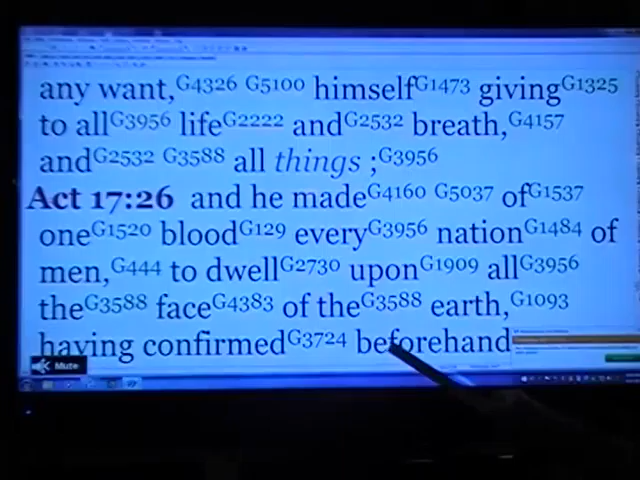 any want,G4326 G5100 himselfG1473 givingG1325
to allG3956 lifeG2222 andG2532 breath,G4157
andG2532 G3588 all things ;G3956
Act 17:26 and he madeG4160 G5037 ofG1537
oneG1520 bloodG129 everyG3956 nationG1484 of
men,G444 to dwellG2730 uponG1909 allG3956
theG3588 faceG4383 of theG3588 earth,G1093
having confirmedG3724 beforehand
Mute